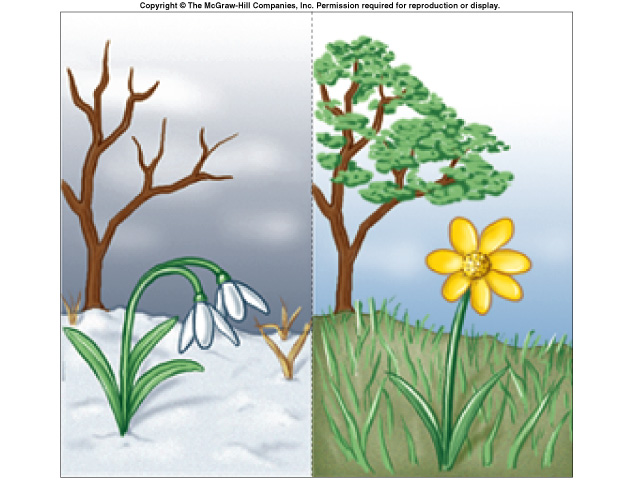 Copyright © The McGraw-Hill Companies, Inc. Permission required for reproduction or display.